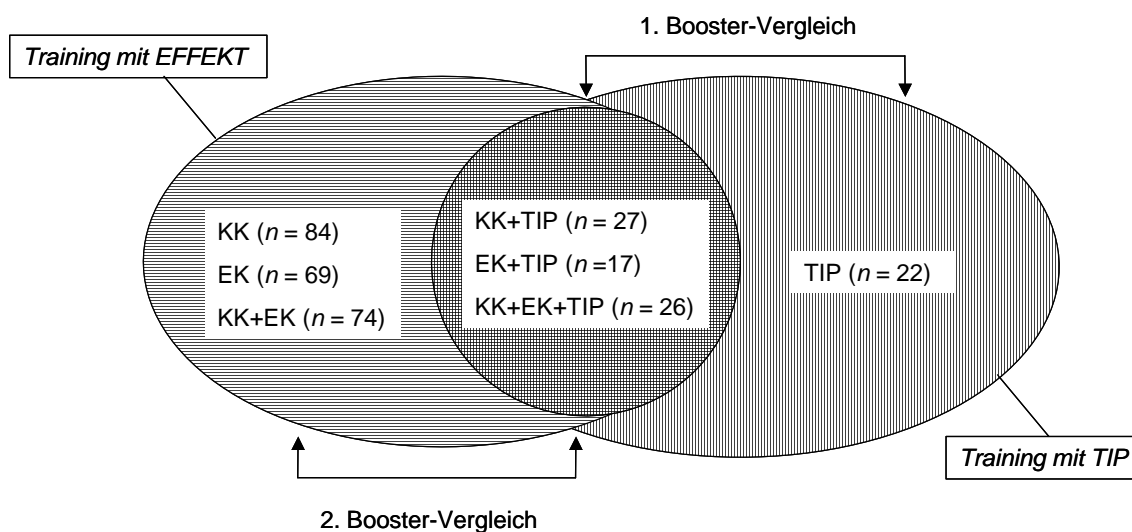 1. Booster-Vergleich
Training mit EFFEKT
KK (n = 84)
EK (n = 69)
KK+EK (n = 74)
KK+TIP (n = 27)
EK+TIP (n =17)
KK+EK+TIP (n = 26)
TIP (n = 22)
Training mit TIP
2. Booster-Vergleich